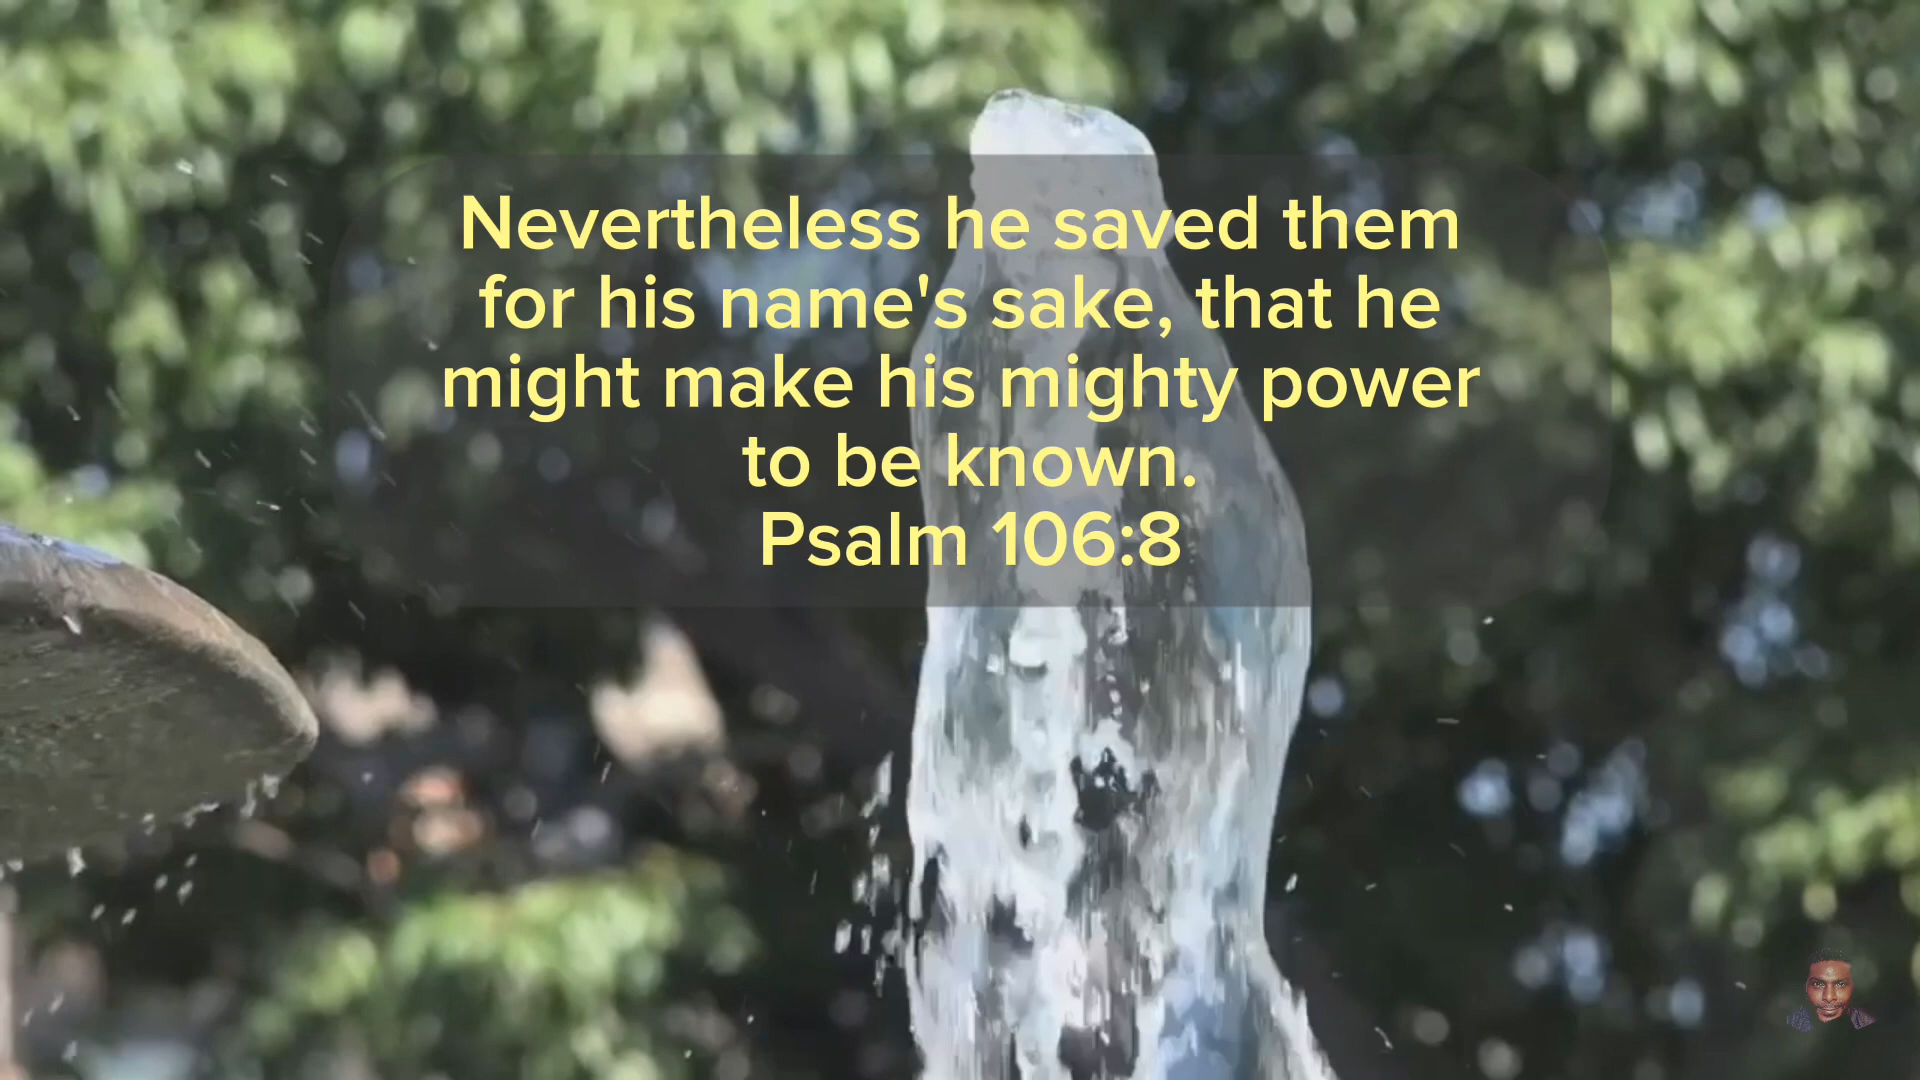 Nevertheless he saved them
for his name's sake, that he
might make his mighty power
to be known.
Psalm 106:8